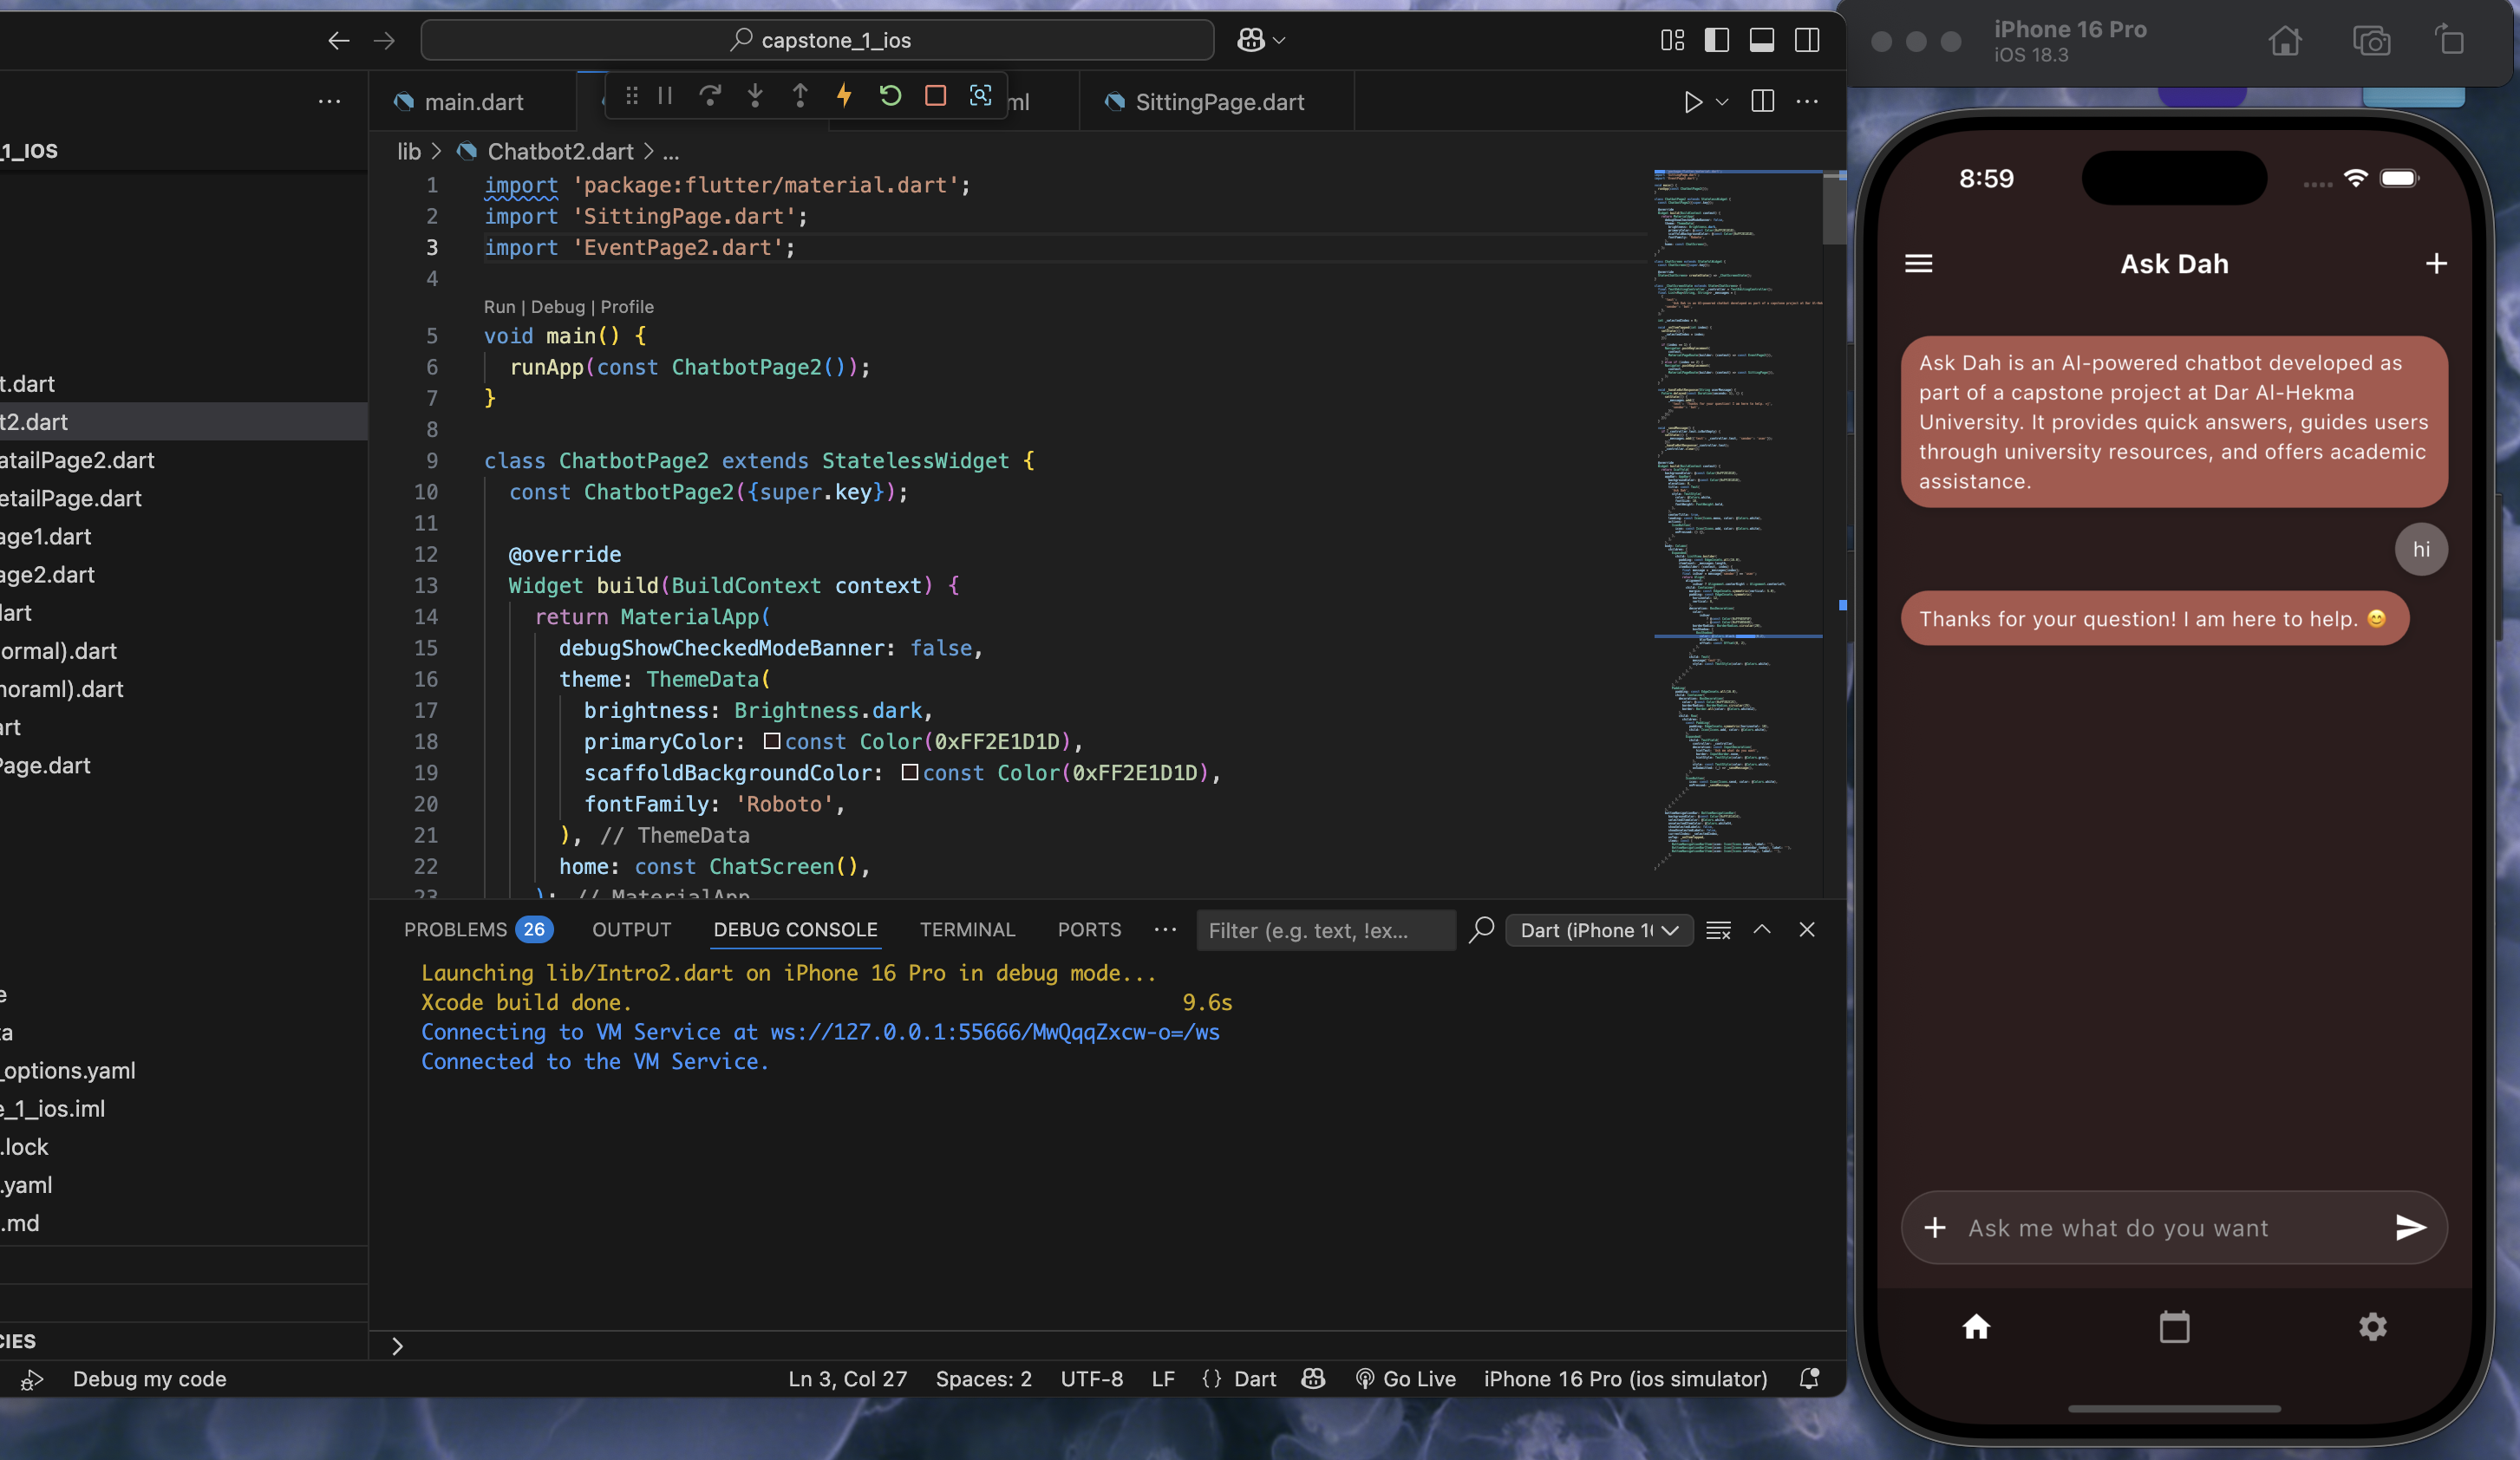 capstone_1_ios
iPhone 16 Pro
iOS 18.3
_1_IOS
main.dart
ml
SittingPage.dart
lib > Chatbot2.dart > ...
t.dart
t2.dart
atailPage2.dart
etailPage.dart
age1.dart
age2.dart
lart
ormal).dart
noraml).dart
art
Page.dart
e
ta
_options.yaml
e_1_ios.iml
.lock
.yaml
.md
CIES
1 import 'package:flutter/material.dart';
2 import 'SittingPage.dart';
3 import 'EventPage2.dart';
4
Run | Debug | Profile
5 void main() {
6 runApp(const ChatbotPage2());
7 }
8
9 class ChatbotPage2 extends StatelessWidget {
10 const ChatbotPage2({super.key});
11
12 @override
13 Widget build(BuildContext context) {
14 return MaterialApp(
15 debugShowCheckedModeBanner: false,
16 theme: ThemeData(
17 brightness: Brightness.dark,
18 primaryColor: const Color(0xFF2E1D1D),
19 scaffoldBackgroundColor: const Color(0xFF2E1D1D),
20 fontFamily: 'Roboto',
21 ), // ThemeData
22 home: const ChatScreen(),
23 ); // MaterialApp
PROBLEMS 26 OUTPUT DEBUG CONSOLE TERMINAL PORTS ... Filter (e.g. text, !ex... Dart (iPhone 1
Launching lib/Intro2.dart on iPhone 16 Pro in debug mode...
Xcode build done. 9.6s
Connecting to VM Service at ws://127.0.0.1:55666/MwQqqZxcw-o=/ws
Connected to the VM Service.
Debug my code
Ln 3, Col 27 Spaces: 2 UTF-8 LF {} Dart Go Live iPhone 16 Pro (ios simulator)
8:59
Ask Dah
Ask Dah is an AI-powered chatbot developed as
part of a capstone project at Dar Al-Hekma
University. It provides quick answers, guides users
through university resources, and offers academic
assistance.
hi
Thanks for your question! I am here to help. 😊
Ask me what do you want